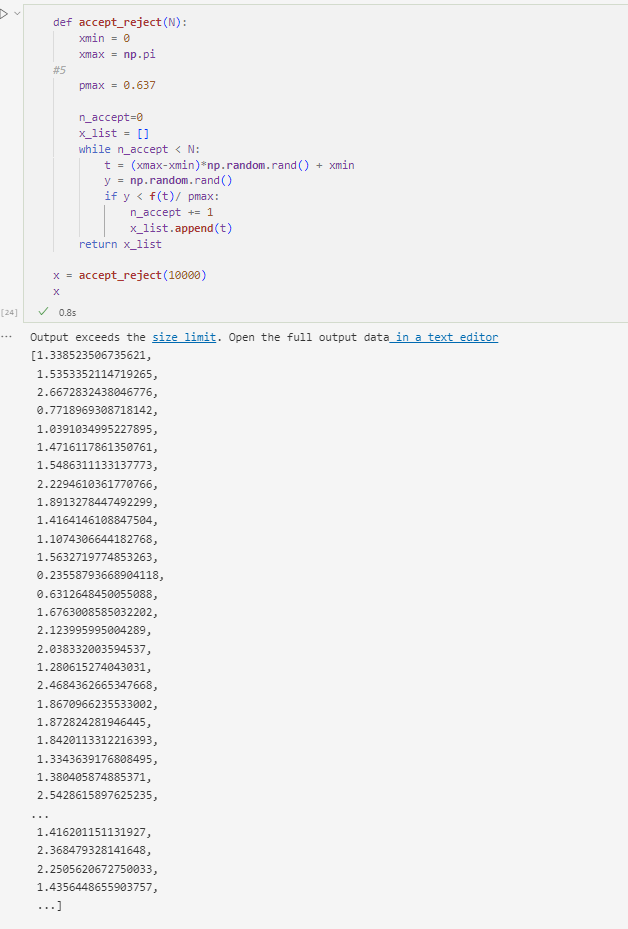 def accept_reject(N):
    xmin = 0
    xmax = np.pi
#5
    pmax = 0.637
    n_accept=0
    x_list = []
    while n_accept < N:
        t = (xmax-xmin)*np.random.rand() + xmin
        y = np.random.rand()
        if y < f(t)/ pmax:
            n_accept += 1
            x_list.append(t)
    return x_list
x = accept_reject(10000)
x
[24] 0.8s
... Output exceeds the size limit. Open the full output data in a text editor
[1.338523506735621,
1.5353352114719265,
2.6672832438046776,
0.7718969308718142,
1.0391034995227895,
1.4716117861350761,
1.5486311133137773,
2.2294610361770766,
1.8913278447492299,
1.4164146108847504,
1.1074306644182768,
1.5632719774853263,
0.23558793668904118,
0.6312648450055088,
1.6763008585032202,
2.123995995004289,
2.038332003594537,
1.280615274043031,
2.4684362665347668,
1.8670966235533002,
1.872824281946445,
1.8420113312216393,
1.3343639176808495,
1.380405874885371,
2.5428615897625235,
...
1.416201151131927,
2.368479328141648,
2.2505620672750033,
1.4356448655903757,
...]